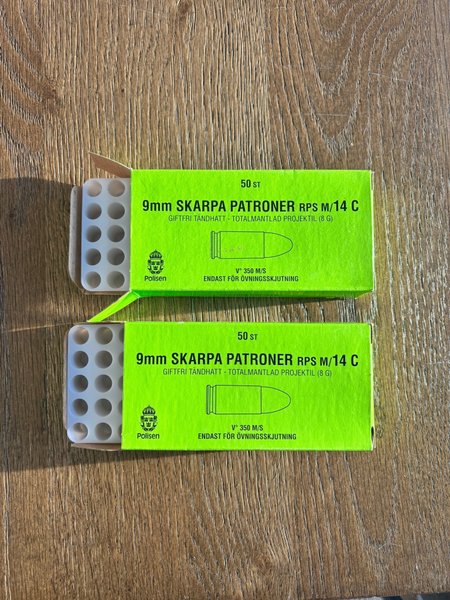 50 ST
9mm SKARPA PATRONER RPS M/14 C
GIFTFRI TÄNDHATT - TOTALMANTLAD PROJEKTIL (8 G)
V° 350 M/S
ENDAST FÖR ÖVNINGSSKJUTNING
Polisen
50 ST
9mm SKARPA PATRONER RPS M/14 C
GIFTFRI TÄNDHATT - TOTALMANTLAD PROJEKTIL (8 G)
V° 350 M/S
ENDAST FÖR ÖVNINGSSKJUTNING
Polisen